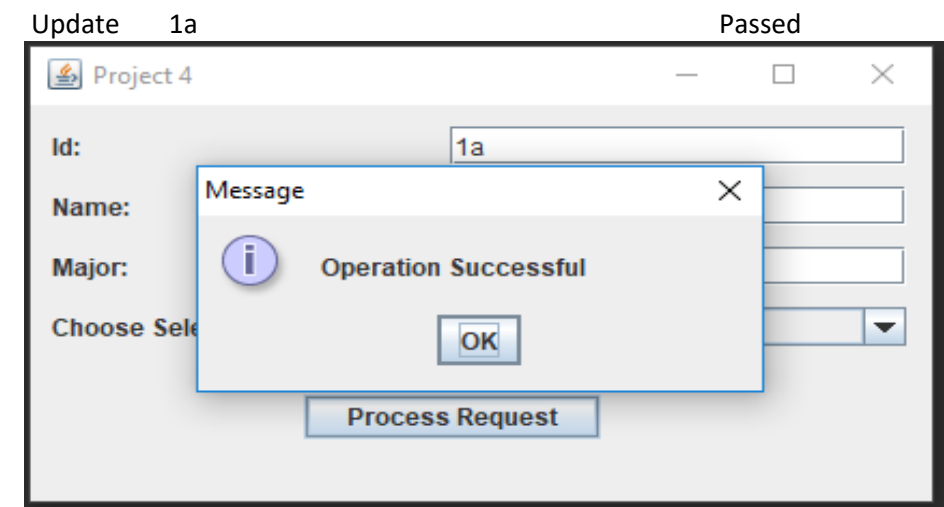 Update 1a Passed
Project 4
Id: 1a
Message
Name:
Major:
Operation Successful
Choose Sele
OK
Process Request